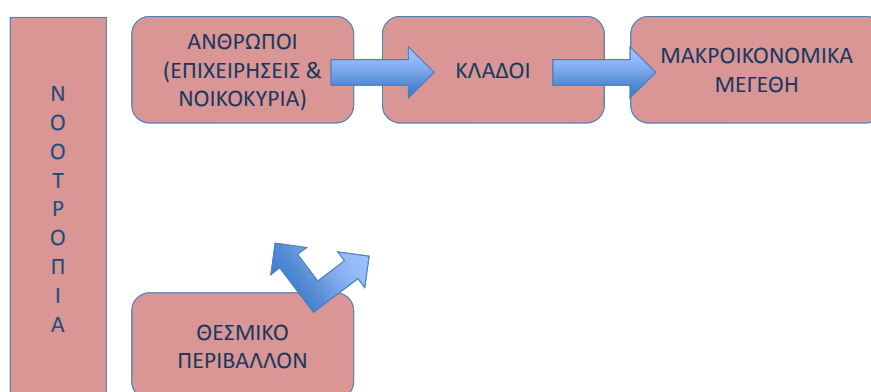 Ν
Ο
Ο
Τ
Ρ
Ο
Π
Ι
Α
ΑΝΘΡΩΠΟΙ
(ΕΠΙΧΕΙΡΗΣΕΙΣ &
ΝΟΙΚΟΚΥΡΙΑ)
ΚΛΑΔΟΙ
ΜΑΚΡΟΙΚΟΝΟΜΙΚΑ
ΜΕΓΕΘΗ
ΘΕΣΜΙΚΟ
ΠΕΡΙΒΑΛΛΟΝ